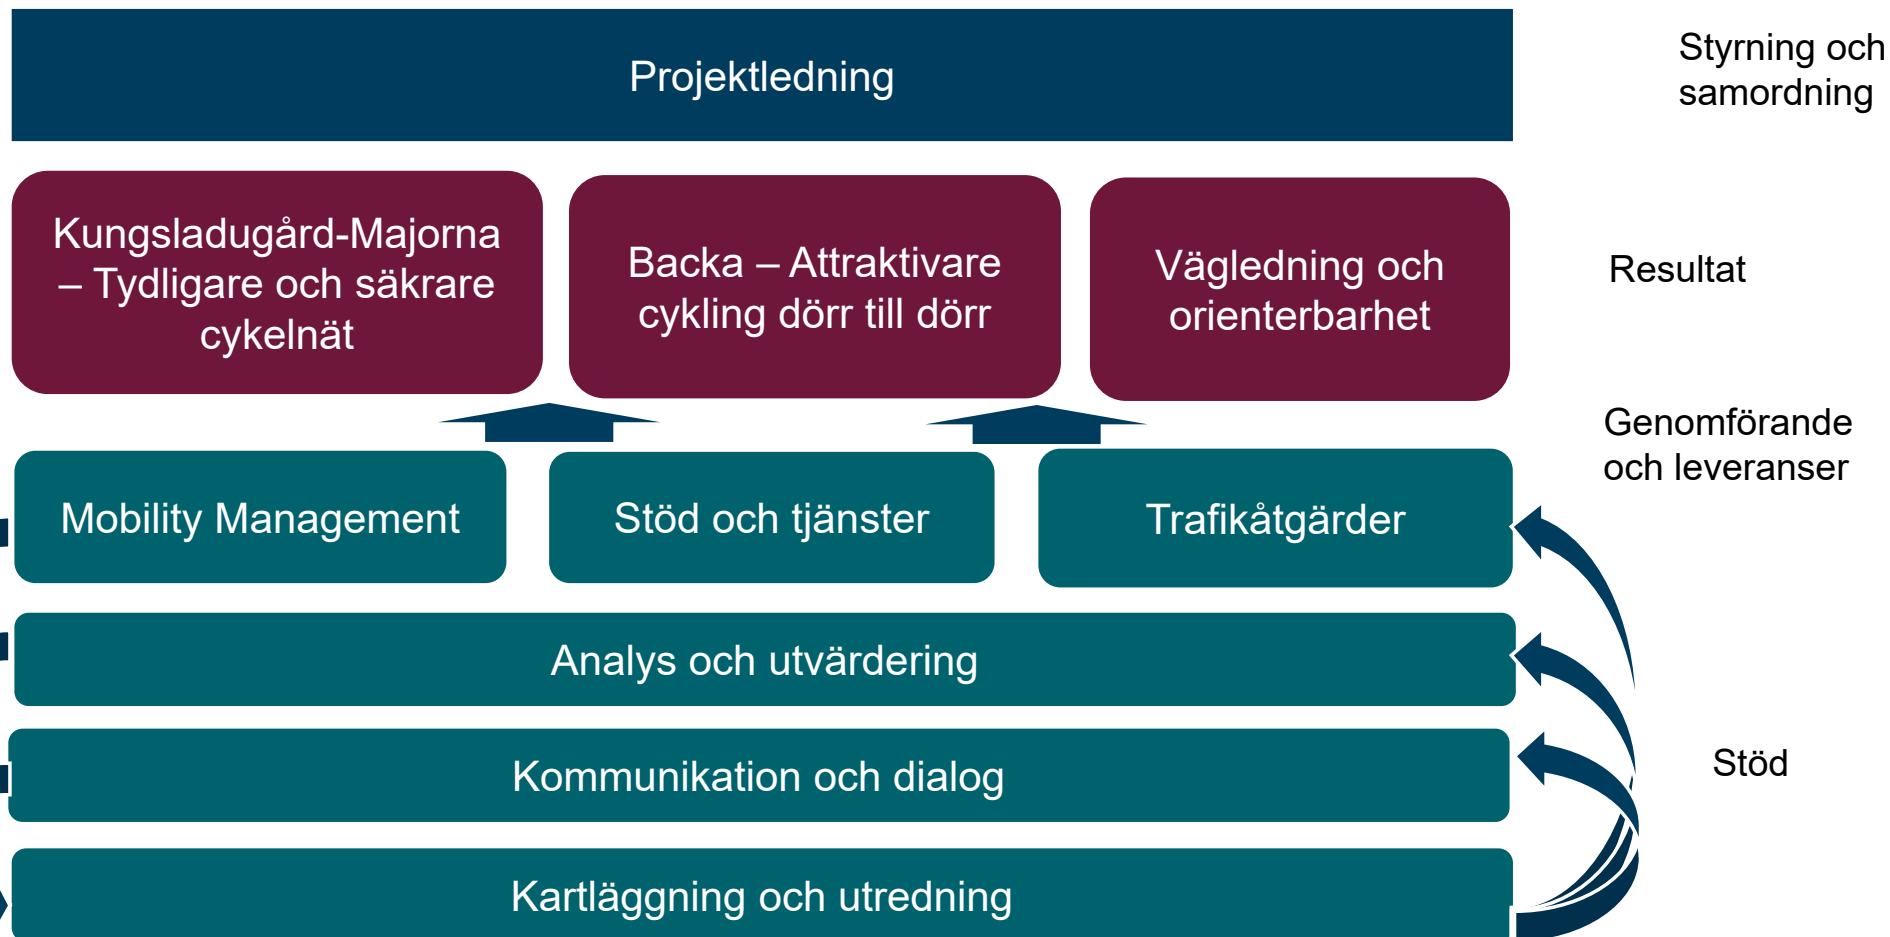 Projektledning
Styrning och
samordning
Kungsladugård-Majorna
– Tydligare och säkrare
cykelnät
Backa – Attraktivare
cykling dörr till dörr
Vägledning och
orienterbarhet
Resultat
Genomförande
och leveranser
Mobility Management
Stöd och tjänster
Trafikåtgärder
Analys och utvärdering
Kommunikation och dialog
Stöd
Kartläggning och utredning